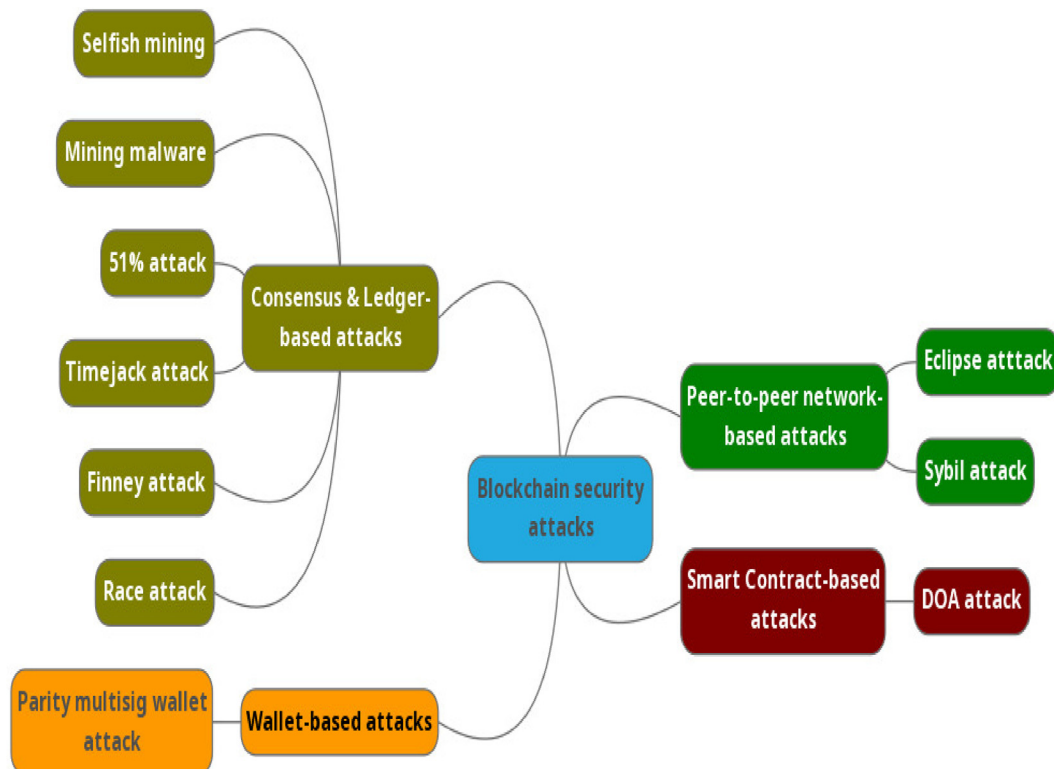 Selfish mining
Mining malware
51% attack
Consensus & Ledger-
based attacks
Timejack attack
Finney attack
Race attack
Parity multisig wallet
attack
Wallet-based attacks
Blockchain security
attacks
Peer-to-peer network-
based attacks
Eclipse atttack
Sybil attack
Smart Contract-based
attacks
DOA attack